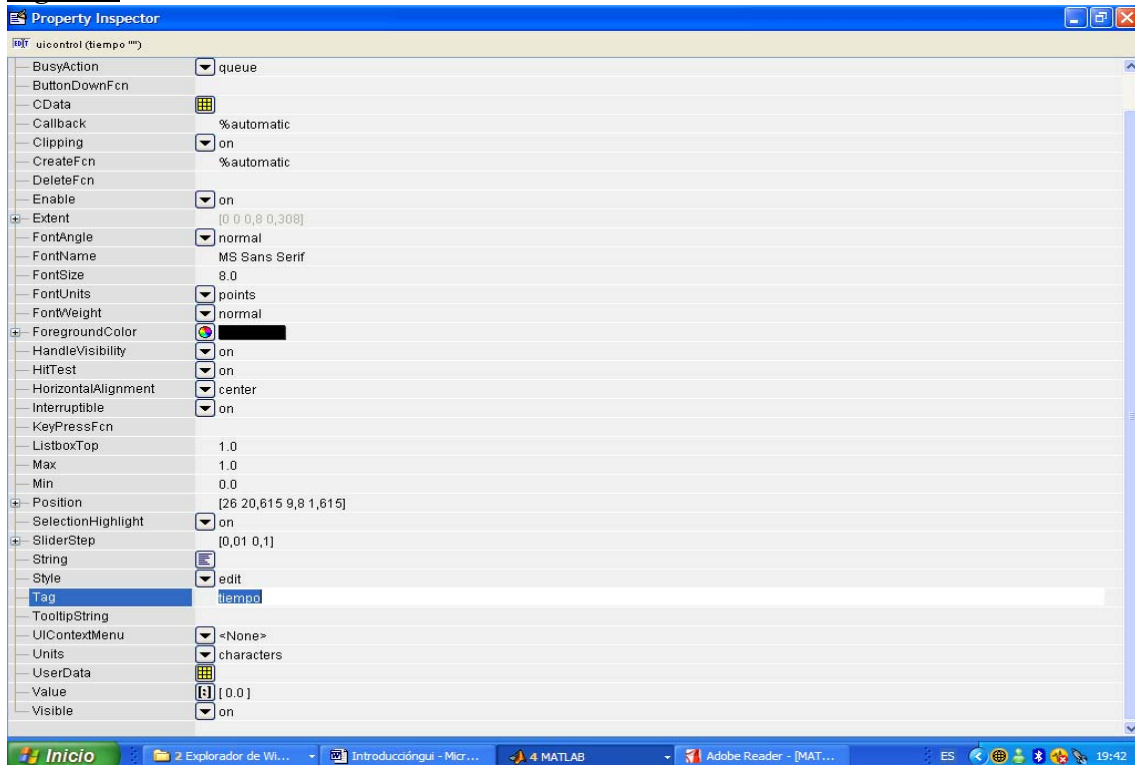 Property Inspector
EDIT uicontrol (tiempo "")
BusyAction queue
ButtonDownFcn
CData
Callback %automatic
Clipping on
CreateFcn %automatic
DeleteFcn
Enable on
Extent [0 0 0,8 0,308]
FontAngle normal
FontName MS Sans Serif
FontSize 8.0
FontUnits points
FontWeight normal
ForegroundColor
HandleVisibility on
HitTest on
HorizontalAlignment center
Interruptible on
KeyPressFcn
ListboxTop 1.0
Max 1.0
Min 0.0
Position [26 20,615 9,8 1,615]
SelectionHighlight on
SliderStep [0,01 0,1]
String
Style edit
Tag tiempo
TooltipString
UIContextMenu <None>
Units characters
UserData
Value [ 0.0 ]
Visible on
Inicio 2 Explorador de Wi... Introduccióngui - Micr... 4 MATLAB Adobe Reader - [MAT... ES 19:42